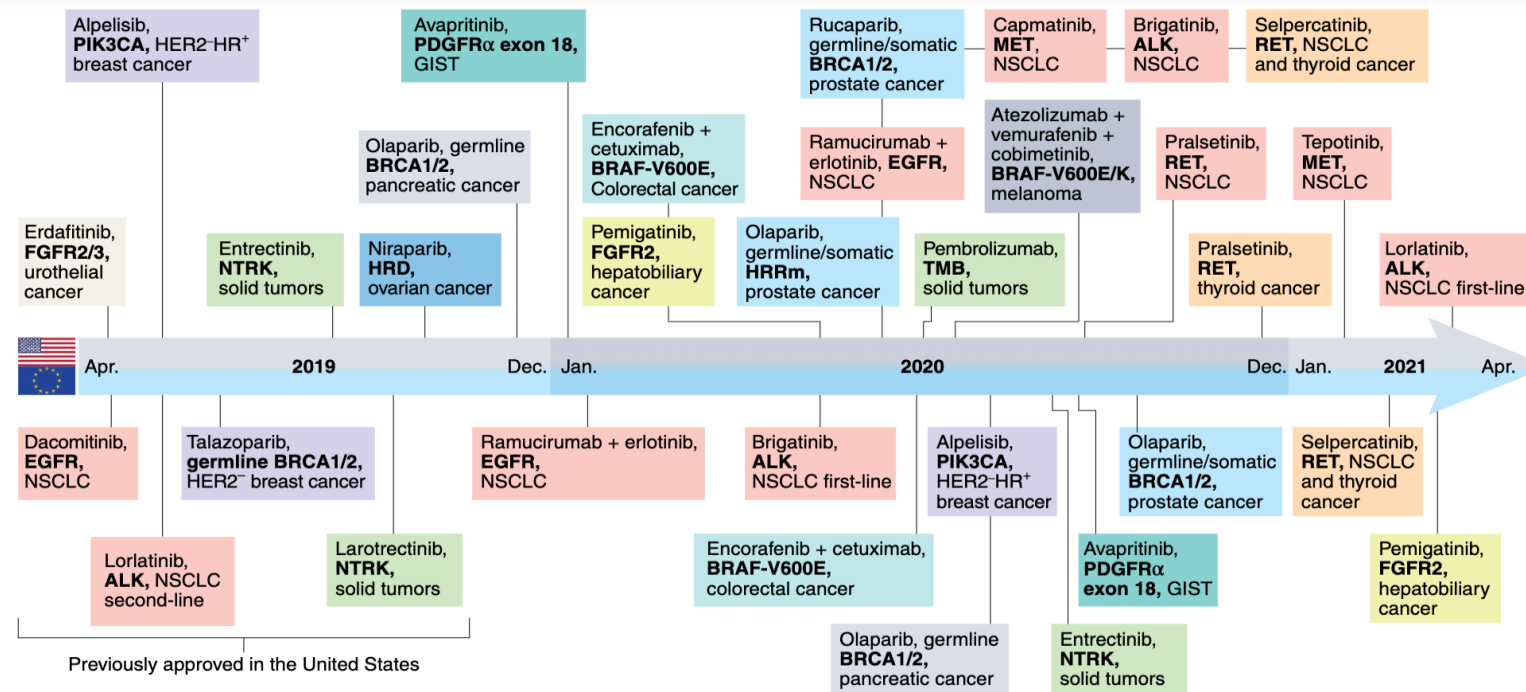 Alpelisib,
PIK3CA, HER2⁻HR⁺
breast cancer
Avapritinib,
PDGFRα exon 18,
GIST
Rucaparib,
germline/somatic
BRCA1/2,
prostate cancer
Capmatinib,
MET,
NSCLC
Brigatinib,
ALK,
NSCLC
Selpercatinib,
RET, NSCLC
and thyroid cancer
Olaparib, germline
BRCA1/2,
pancreatic cancer
Encorafenib +
cetuximab,
BRAF-V600E,
Colorectal cancer
Ramucirumab +
erlotinib, EGFR,
NSCLC
Atezolizumab +
vemurafenib +
cobimetinib,
BRAF-V600E/K,
melanoma
Pralsetinib,
RET,
NSCLC
Tepotinib,
MET,
NSCLC
Erdafitinib,
FGFR2/3,
urothelial
cancer
Entrectinib,
NTRK,
solid tumors
Niraparib,
HRD,
ovarian cancer
Pemigatinib,
FGFR2,
hepatobiliary
cancer
Olaparib,
germline/somatic
HRRm,
prostate cancer
Pembrolizumab,
TMB,
solid tumors
Pralsetinib,
RET,
thyroid cancer
Lorlatinib,
ALK,
NSCLC first-line
Apr. 2019 Dec. Jan. 2020 Dec. Jan. 2021 Apr.
Dacomitinib,
EGFR,
NSCLC
Talazoparib,
germline BRCA1/2,
HER2⁻ breast cancer
Ramucirumab + erlotinib,
EGFR,
NSCLC
Brigatinib,
ALK,
NSCLC first-line
Alpelisib,
PIK3CA,
HER2⁻HR⁺
breast cancer
Olaparib,
germline/somatic
BRCA1/2,
prostate cancer
Selpercatinib,
RET, NSCLC
and thyroid
cancer
Lorlatinib,
ALK, NSCLC
second-line
Larotrectinib,
NTRK,
solid tumors
Encorafenib + cetuximab,
BRAF-V600E,
colorectal cancer
Avapritinib,
PDGFRα
exon 18, GIST
Pemigatinib,
FGFR2,
hepatobiliary
cancer
Olaparib, germline
BRCA1/2,
pancreatic cancer
Entrectinib,
NTRK,
solid tumors
Previously approved in the United States